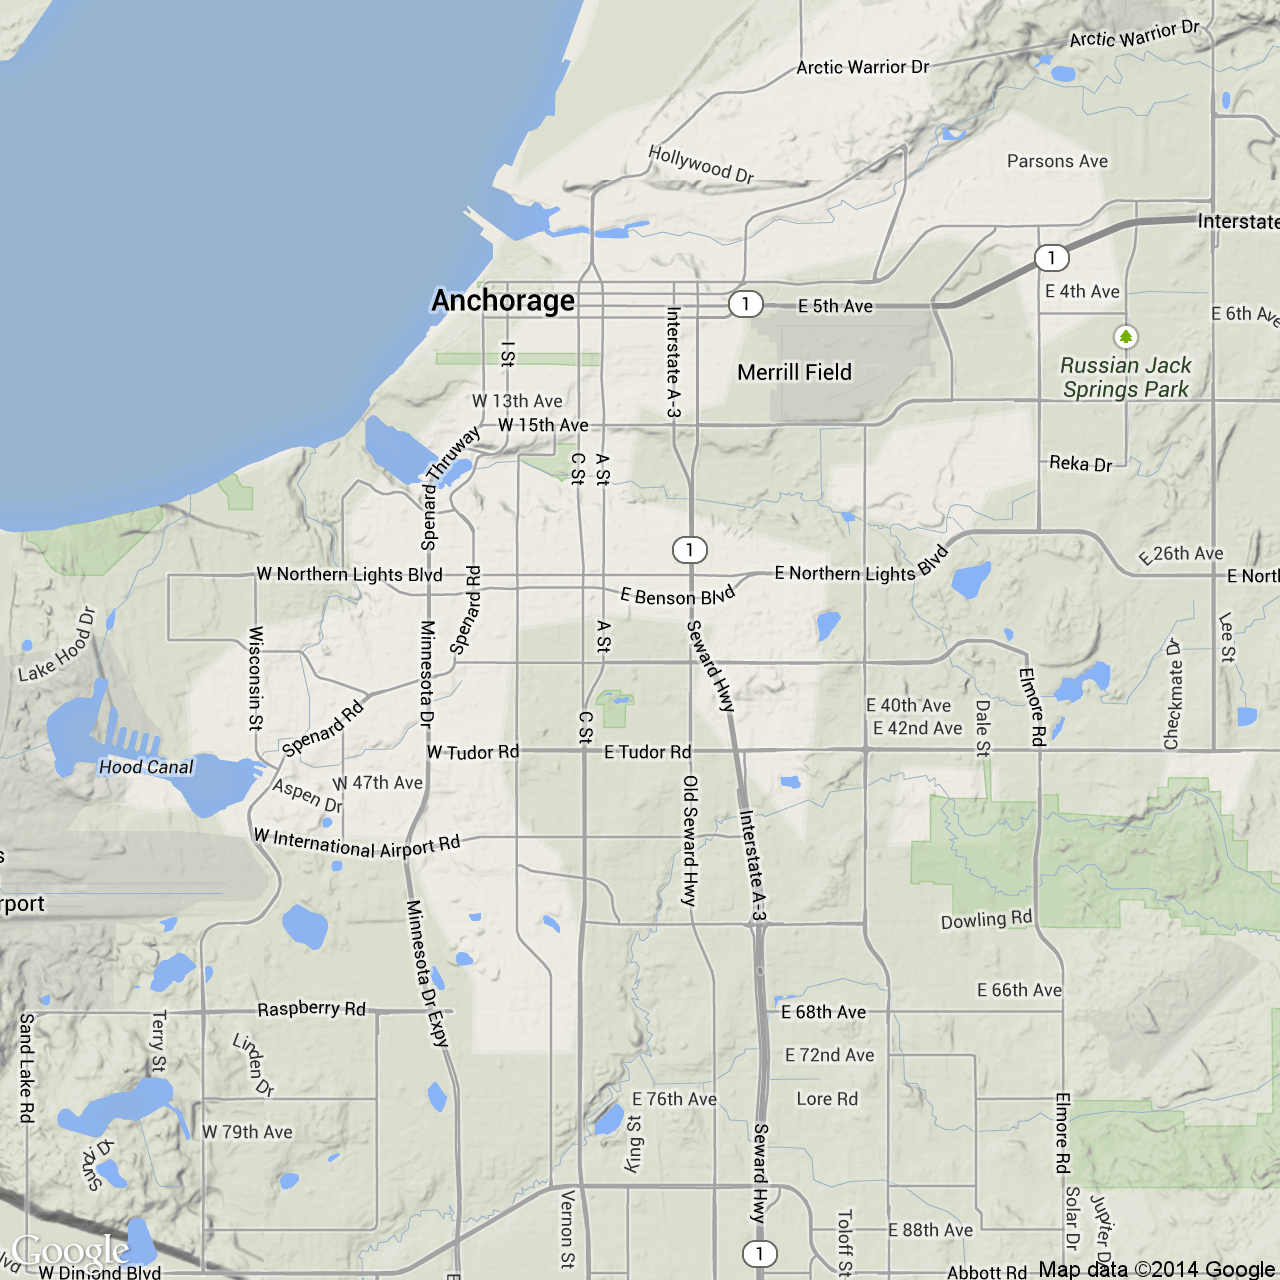 Arctic Warrior Dr
Arctic Warrior Dr
Hollywood Dr
Parsons Ave
Interstate
1
Anchorage
1
E 5th Ave
E 4th Ave
E 6th Ave
Interstate A-3
I St
Merrill Field
Russian Jack
Springs Park
W 13th Ave
W 15th Ave
Thruway
C St
A St
Reka Dr
Spenard
1
E 26th Ave
W Northern Lights Blvd
E Northern Lights Blvd
E North
E Benson Blvd
Spenard Rd
Lake Hood Dr
Wisconsin St
Minnesota Dr
A St
Seward Hwy
Lee St
Checkmate Dr
Elmore Rd
Dale St
E 40th Ave
E 42nd Ave
Spenard Rd
C St
W Tudor Rd
E Tudor Rd
Hood Canal
Aspen Dr
W 47th Ave
Old Seward Hwy
Interstate A-3
W International Airport Rd
rport
Minnesota Dr Expy
Dowling Rd
E 66th Ave
Raspberry Rd
E 68th Ave
Sand Lake Rd
Terry St
Linden Dr
E 72nd Ave
E 76th Ave
Lore Rd
King St
Elmore Rd
W 79th Ave
Seward Hwy
Vernon St
Toloff St
E 88th Ave
Solar Dr
Jupiter Dr
1
Google
W Dimond Blvd
Abbott Rd
Map data ©2014 Google